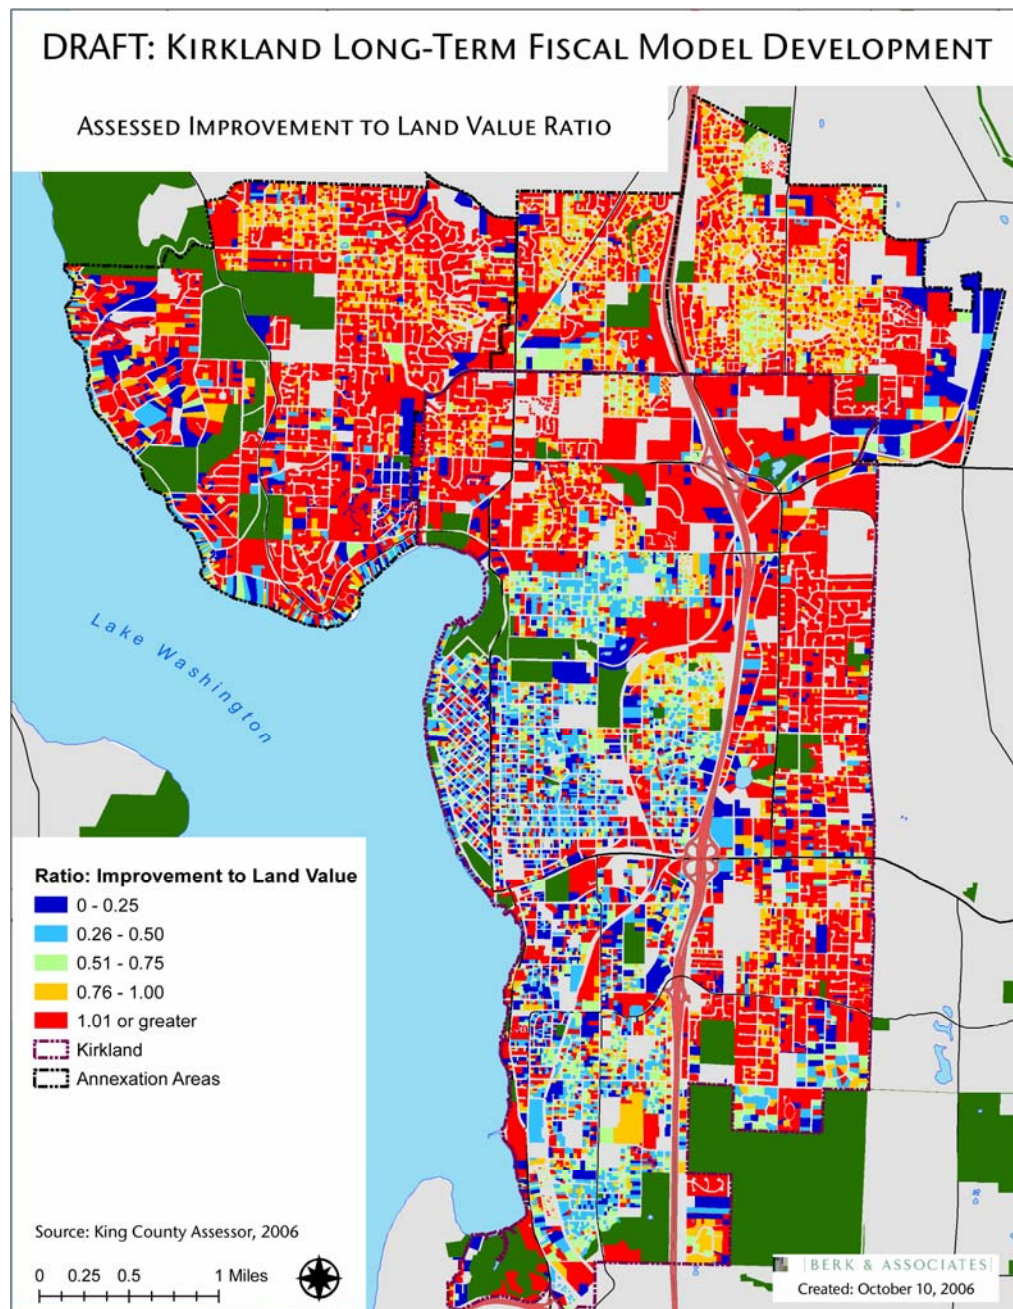 DRAFT: KIRKLAND LONG-TERM FISCAL MODEL DEVELOPMENT
ASSESSED IMPROVEMENT TO LAND VALUE RATIO
Lake Washington
Ratio: Improvement to Land Value
0 - 0.25
0.26 - 0.50
0.51 - 0.75
0.76 - 1.00
1.01 or greater
Kirkland
Annexation Areas
Source: King County Assessor, 2006
0 0.25 0.5 1 Miles
BERK & ASSOCIATES
Created: October 10, 2006